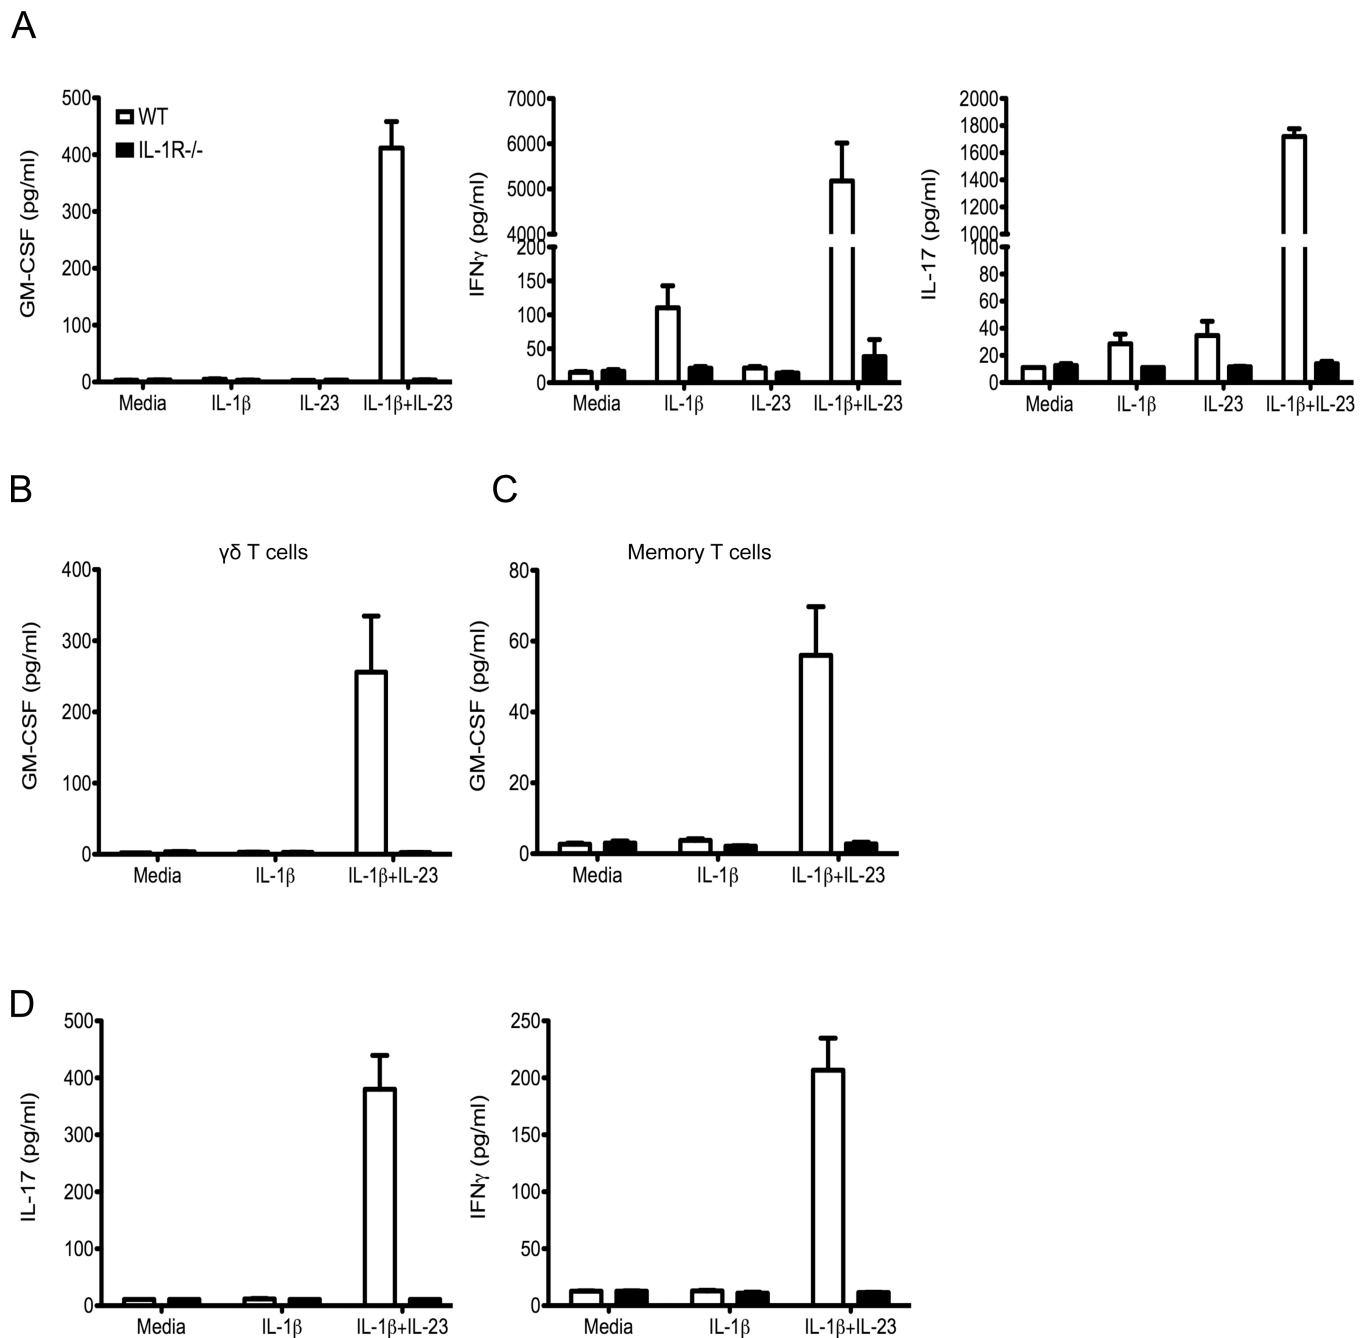 A
GM-CSF (pg/ml)
500
400
300
200
100
0
WT
IL-1R-/-
Media
IL-1β
IL-23
IL-1β+IL-23
IFNγ (pg/ml)
7000
6000
5000
4000
200
150
100
50
0
Media
IL-1β
IL-23
IL-1β+IL-23
IL-17 (pg/ml)
2000
1800
1600
1400
1200
1000
100
80
60
40
20
0
Media
IL-1β
IL-23
IL-1β+IL-23
B
γδ T cells
GM-CSF (pg/ml)
400
300
200
100
0
Media
IL-1β
IL-1β+IL-23
C
Memory T cells
GM-CSF (pg/ml)
80
60
40
20
0
Media
IL-1β
IL-1β+IL-23
D
IL-17 (pg/ml)
500
400
300
200
100
0
Media
IL-1β
IL-1β+IL-23
IFNγ (pg/ml)
250
200
150
100
50
0
Media
IL-1β
IL-1β+IL-23